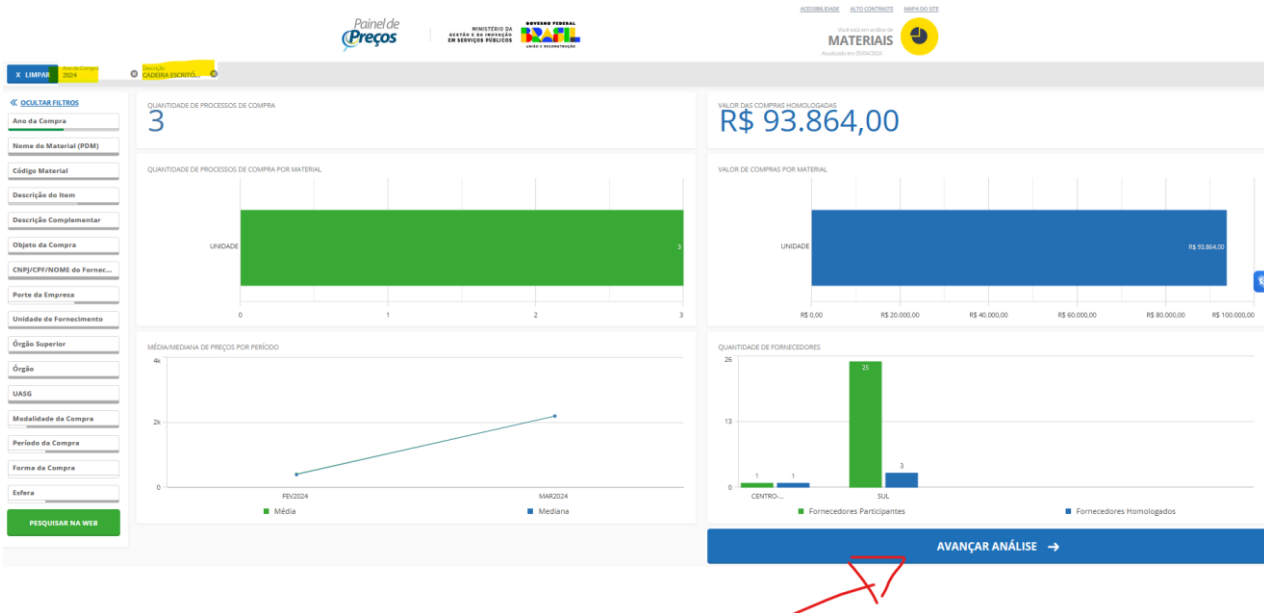 ACESSIBILIDADE ALTO CONTRASTE MAPA DO SITE
Painel de
Preços
MINISTÉRIO DA
GESTÃO E DA INOVAÇÃO
EM SERVIÇOS PÚBLICOS
GOVERNO FEDERAL
BRASIL
UNIÃO E RECONSTRUÇÃO
Você está em análise de
MATERIAIS
X LIMPAR
Ano da Compra
2024
Descrição
CADEIRA ESCRITÓ...
OCULTAR FILTROS
Ano da Compra
Nome do Material (PDM)
Código Material
Descrição do Item
Descrição Complementar
Objeto da Compra
CNPJ/CPF/NOME do Fornec...
Porte da Empresa
Unidade de Fornecimento
Órgão Superior
Órgão
UASG
Modalidade da Compra
Período da Compra
Forma da Compra
Esfera
PESQUISAR NA WEB
QUANTIDADE DE PROCESSOS DE COMPRA
3
VALOR DAS COMPRAS HOMOLOGADAS
R$ 93.864,00
QUANTIDADE DE PROCESSOS DE COMPRA POR MATERIAL
UNIDADE
3
0 1 2 3
VALOR DE COMPRAS POR MATERIAL
UNIDADE
R$ 93.864,00
R$ 0,00 R$ 20.000,00 R$ 40.000,00 R$ 60.000,00 R$ 80.000,00 R$ 100.000,00
MÉDIA/MEDIANA DE PREÇOS POR PERÍODO
4k
2k
0
FEV2024 MAR2024
Média Mediana
QUANTIDADE DE FORNECEDORES
26
25
13
3
1 1
0
CENTRO-... SUL
Fornecedores Participantes Fornecedores Homologados
AVANÇAR ANÁLISE